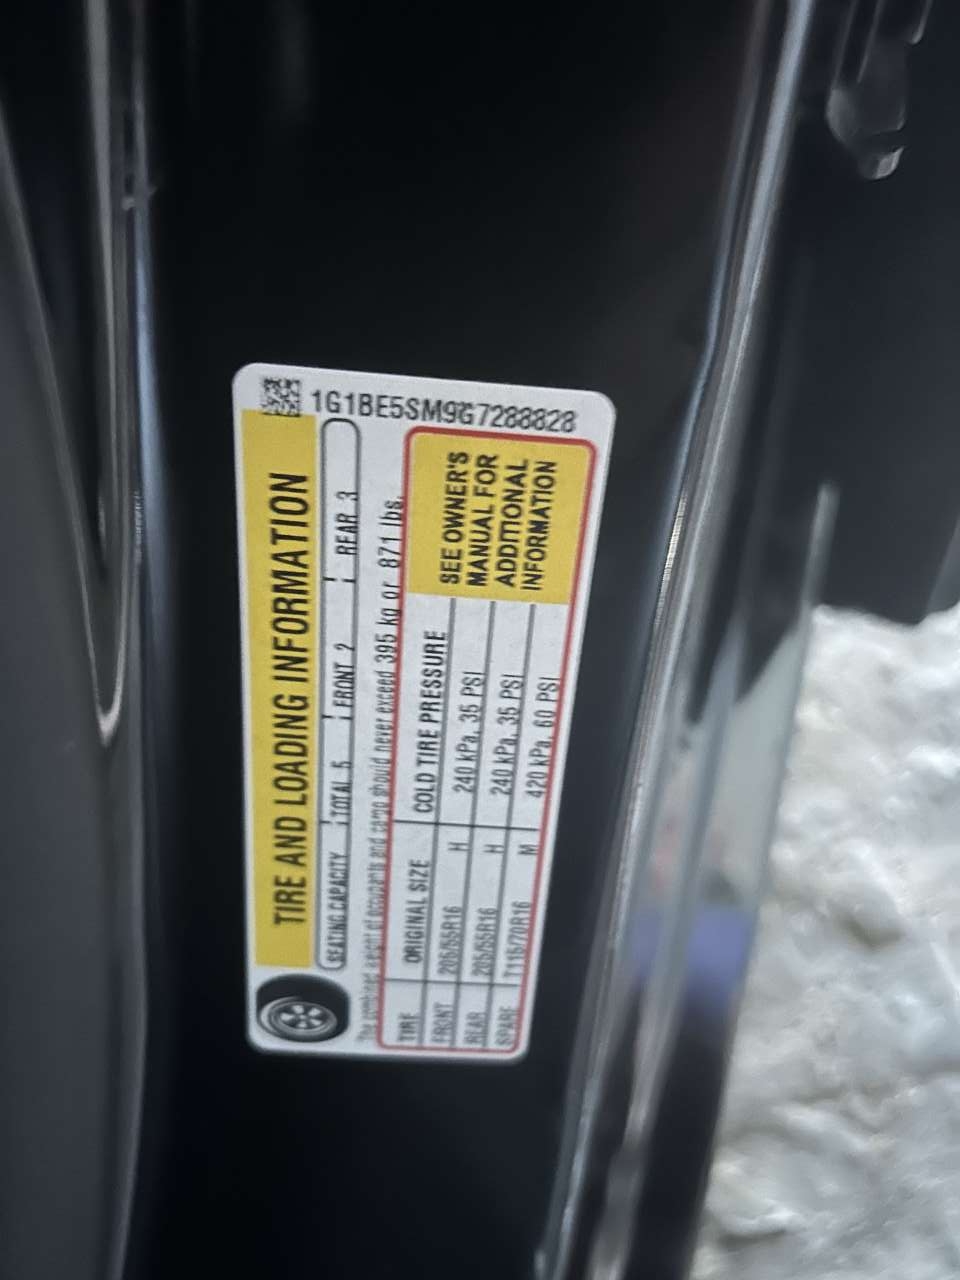 1G1BE5SM9G7288828
TIRE AND LOADING INFORMATION
SEATING CAPACITY TOTAL 5 FRONT 2 REAR 3
The combined weight of occupants and cargo should never exceed 395 kg or 871 lbs.
TIRE ORIGINAL SIZE COLD TIRE PRESSURE
FRONT 205/55R16 H 240 kPa, 35 PSI
REAR 205/55R16 H 240 kPa, 35 PSI
SPARE T115/70R16 M 420 kPa, 60 PSI
SEE OWNER'S
MANUAL FOR
ADDITIONAL
INFORMATION